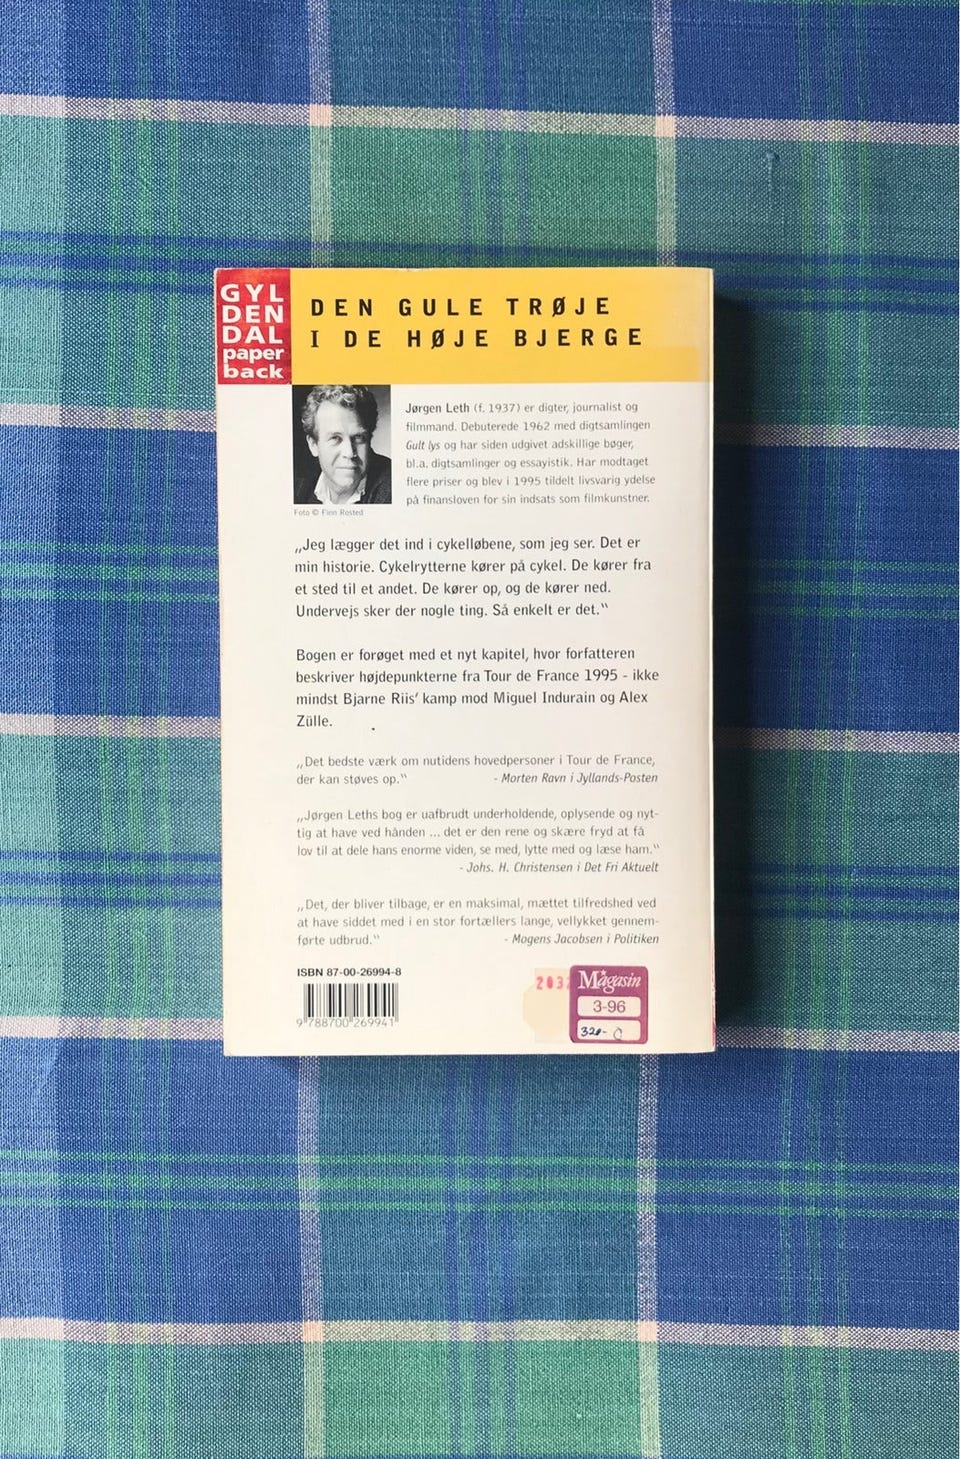 GYL
DEN
DAL
paper
back
DEN GULE TRØJE
I DE HØJE BJERGE
Jørgen Leth (f. 1937) er digter, journalist og
filmmand. Debuterede 1962 med digtsamlingen
Gult lys og har siden udgivet adskillige bøger,
bl.a. digtsamlinger og essayistik. Har modtaget
flere priser og blev i 1995 tildelt livsvarig ydelse
på finansloven for sin indsats som filmkunstner.
Foto © Finn Rosted
„Jeg lægger det ind i cykelløbene, som jeg ser. Det er
min historie. Cykelrytterne kører på cykel. De kører fra
et sted til et andet. De kører op, og de kører ned.
Undervejs sker der nogle ting. Så enkelt er det.‟
Bogen er forøget med et nyt kapitel, hvor forfatteren
beskriver højdepunkterne fra Tour de France 1995 - ikke
mindst Bjarne Riis' kamp mod Miguel Indurain og Alex
Zülle.
„Det bedste værk om nutidens hovedpersoner i Tour de France,
der kan støves op.‟ - Morten Ravn i Jyllands-Posten
„Jørgen Leths bog er uafbrudt underholdende, oplysende og nyt-
tig at have ved hånden ... det er den rene og skære fryd at få
lov til at dele hans enorme viden, se med, lytte med og læse ham.‟
- Johs. H. Christensen i Det Fri Aktuelt
„Det, der bliver tilbage, er en maksimal, mættet tilfredshed ved
at have siddet med i en stor fortællers lange, vellykket gennem-
førte udbrud.‟ - Mogens Jacobsen i Politiken
ISBN 87-00-26994-8
9 788700 269941
Magasin
3-96